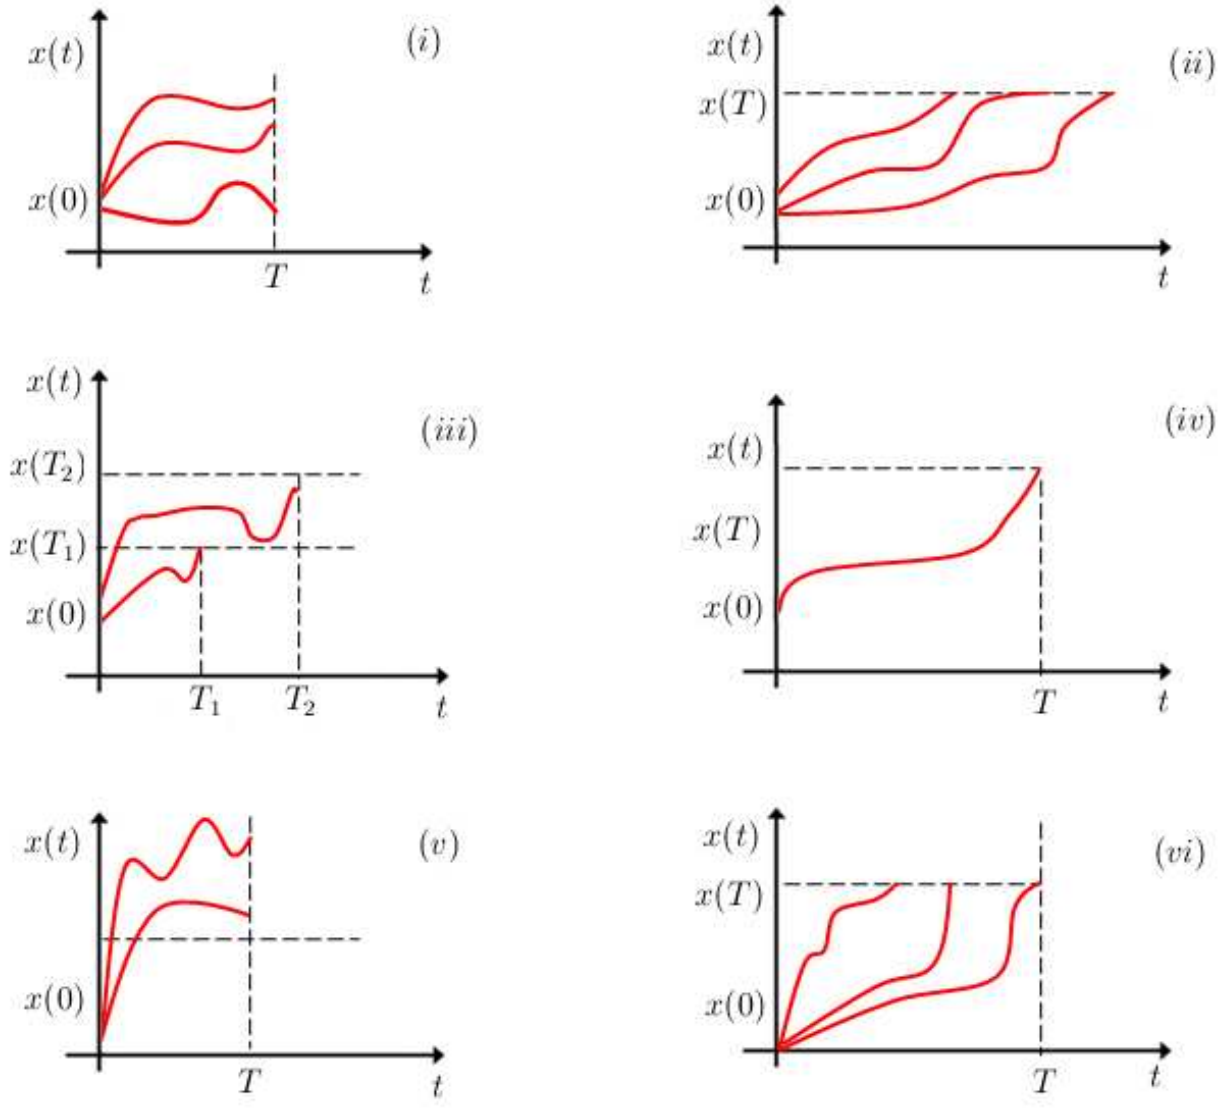 x(t)
(i)
x(0)
T
t
x(t)
(ii)
x(T)
x(0)
t
x(t)
(iii)
x(T₂)
x(T₁)
x(0)
T₁
T₂
t
(iv)
x(t)
x(T)
x(0)
T
t
x(t)
(v)
x(0)
T
t
x(t)
(vi)
x(T)
x(0)
T
t